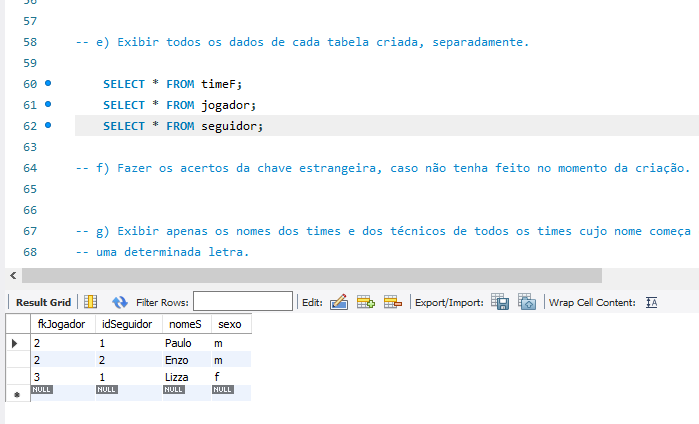 57
58 -- e) Exibir todos os dados de cada tabela criada, separadamente.
59
60 SELECT * FROM timeF;
61 SELECT * FROM jogador;
62 SELECT * FROM seguidor;
63
64 -- f) Fazer os acertos da chave estrangeira, caso não tenha feito no momento da criação.
65
66
67 -- g) Exibir apenas os nomes dos times e dos técnicos de todos os times cujo nome começa
68 -- uma determinada letra.
Result Grid Filter Rows: Edit: Export/Import: Wrap Cell Content: IA
fkJogador idSeguidor nomeS sexo
2 1 Paulo m
2 2 Enzo m
3 1 Lizza f
NULL NULL NULL NULL